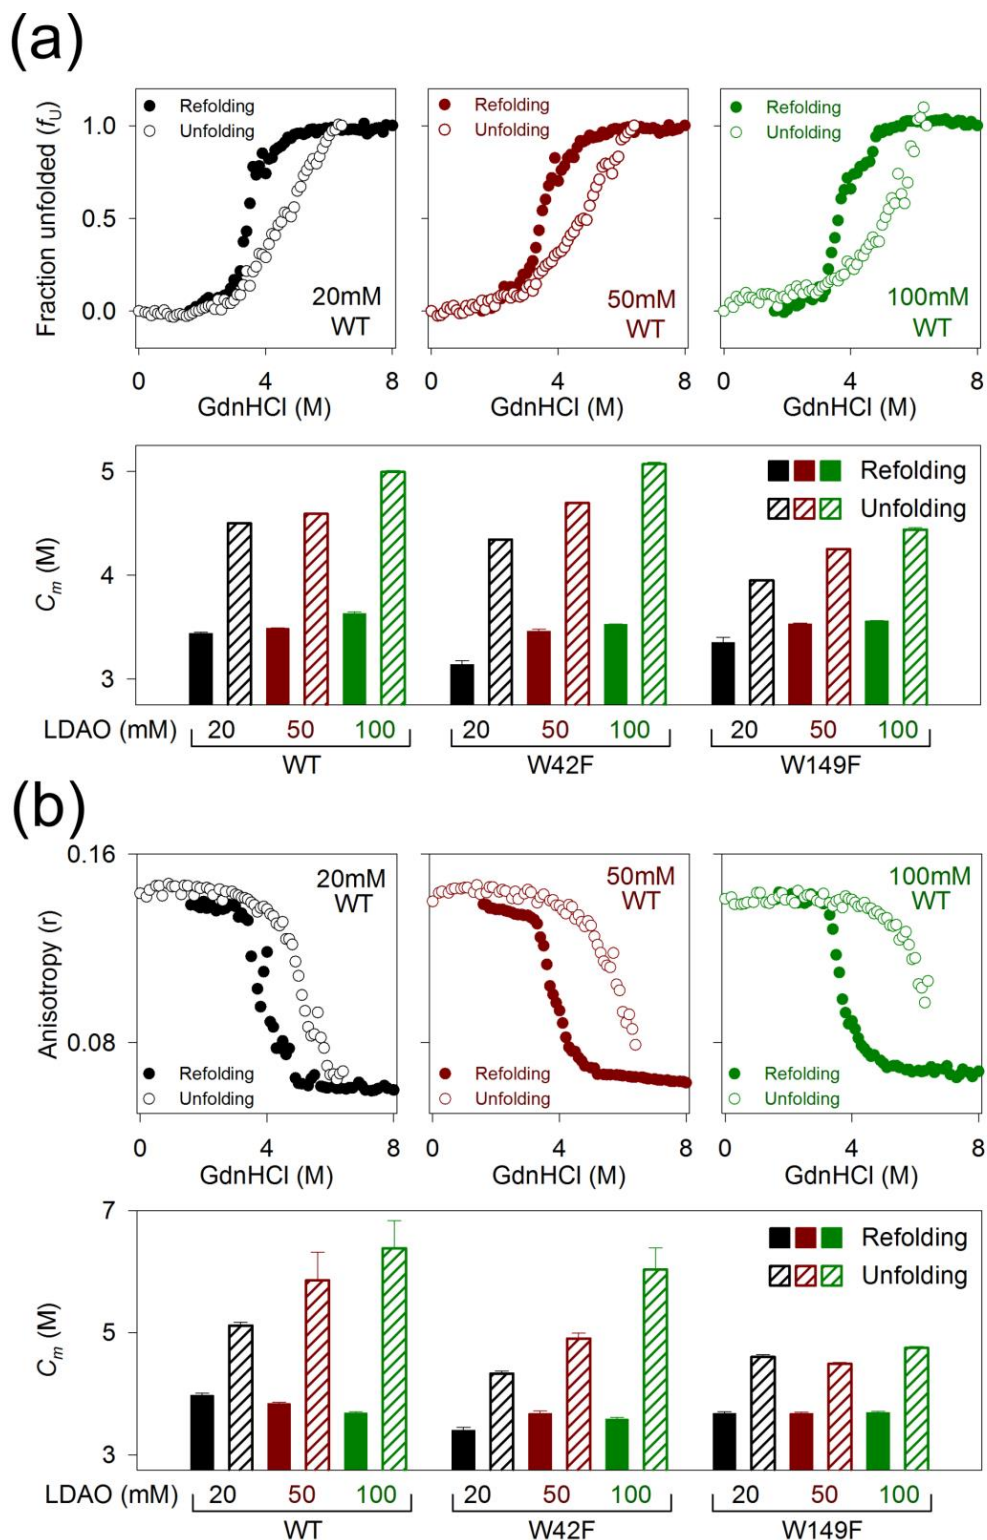 (a)
Fraction unfolded (fU)
1.0
0.5
0.0
Refolding
Unfolding
20mM
WT
0 4 8
GdnHCl (M)
Refolding
Unfolding
50mM
WT
0 4 8
GdnHCl (M)
Refolding
Unfolding
100mM
WT
0 4 8
GdnHCl (M)
Cm (M)
5
4
3
Refolding
Unfolding
LDAO (mM) 20 50 100 20 50 100 20 50 100
WT W42F W149F
(b)
Anisotropy (r)
0.16
0.08
20mM
WT
Refolding
Unfolding
0 4 8
GdnHCl (M)
50mM
WT
Refolding
Unfolding
0 4 8
GdnHCl (M)
100mM
WT
Refolding
Unfolding
0 4 8
GdnHCl (M)
Cm (M)
7
5
3
Refolding
Unfolding
LDAO (mM) 20 50 100 20 50 100 20 50 100
WT W42F W149F